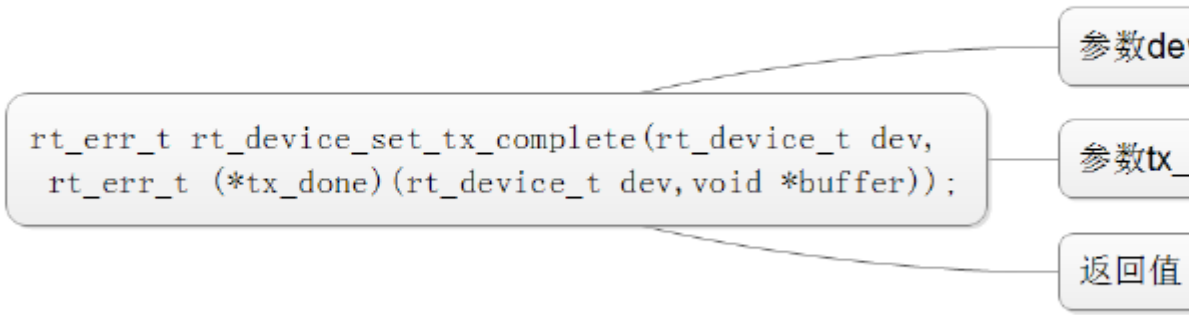 rt_err_t rt_device_set_tx_complete(rt_device_t dev,
rt_err_t (*tx_done)(rt_device_t dev,void *buffer));
参数dev
参数tx_
返回值